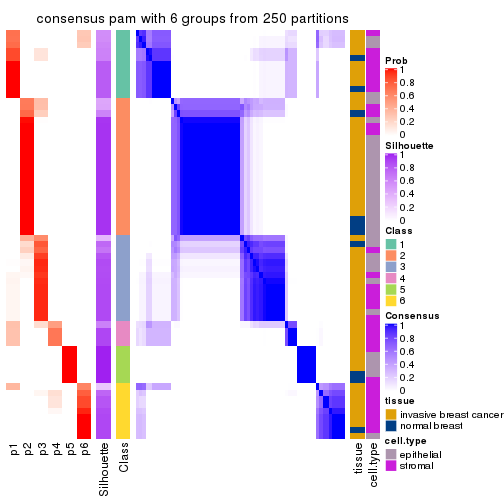 consensus pam with 6 groups from 250 partitions
Prob
1
0.8
0.6
0.4
0.2
0
Silhouette
1
0.8
0.6
0.4
0.2
0
Class
1
2
3
4
5
6
Consensus
1
0.8
0.6
0.4
0.2
0
tissue
invasive breast cancer
normal breast
cell.type
epithelial
stromal
p1
p2
p3
p4
p5
p6
Silhouette
Class
tissue
cell.type